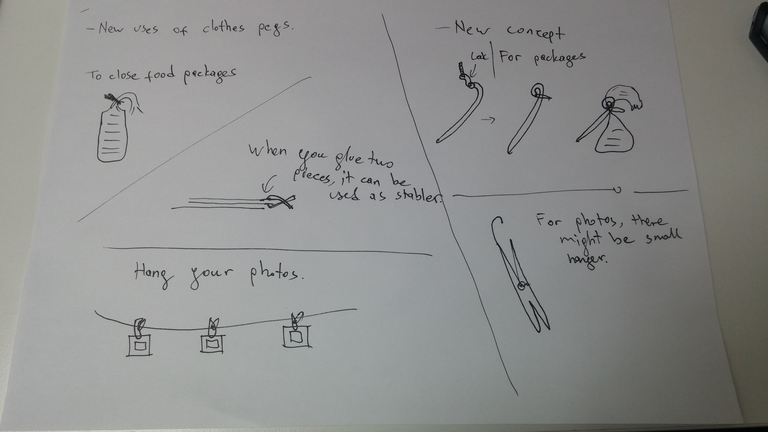 - New uses of clothes pegs.
To close food packages
When you glue two
pieces, it can be
used as stabler.
Hang your photos.
- New concept
For packages
For photos, there
might be small
hanger.